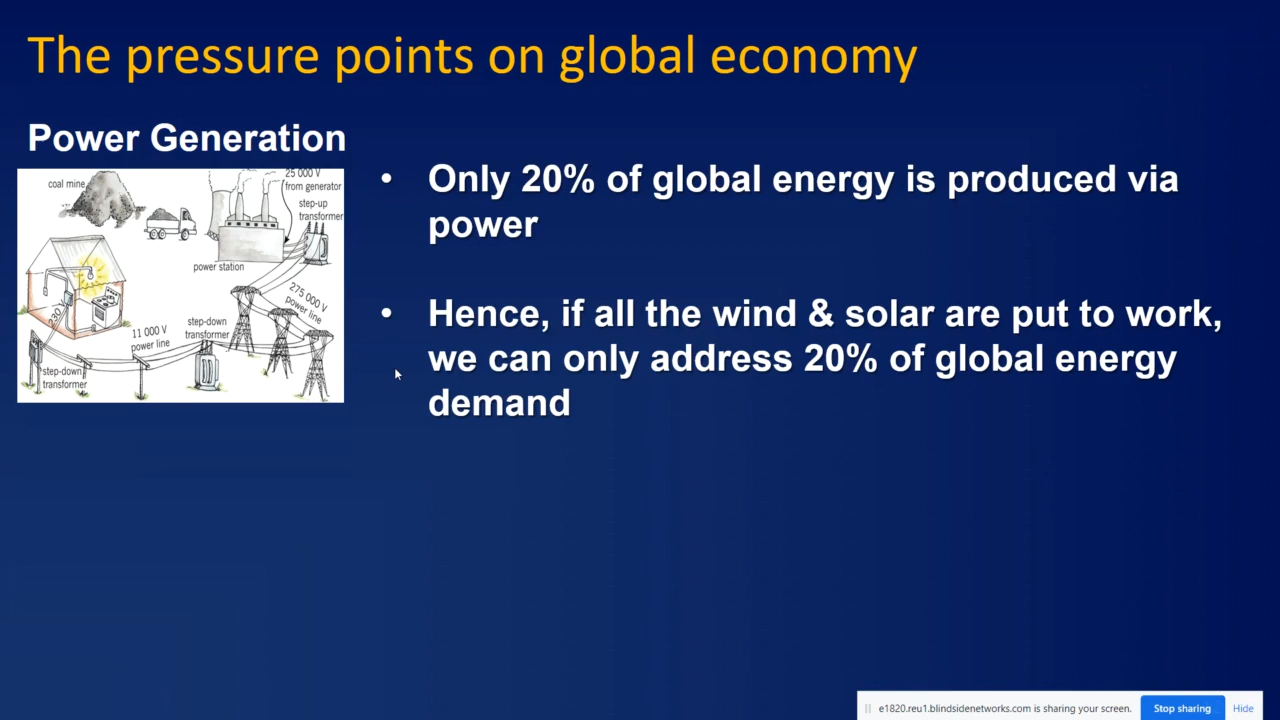 The pressure points on global economy
Power Generation
coal mine
25 000 V
from generator
step-up
transformer
power station
275 000 V
power line
230
11 000 V
power line
step-down
transformer
step-down
transformer
• Only 20% of global energy is produced via
power
• Hence, if all the wind & solar are put to work,
we can only address 20% of global energy
demand
e1820.reu1.blindsidenetworks.com is sharing your screen.
Stop sharing
Hide